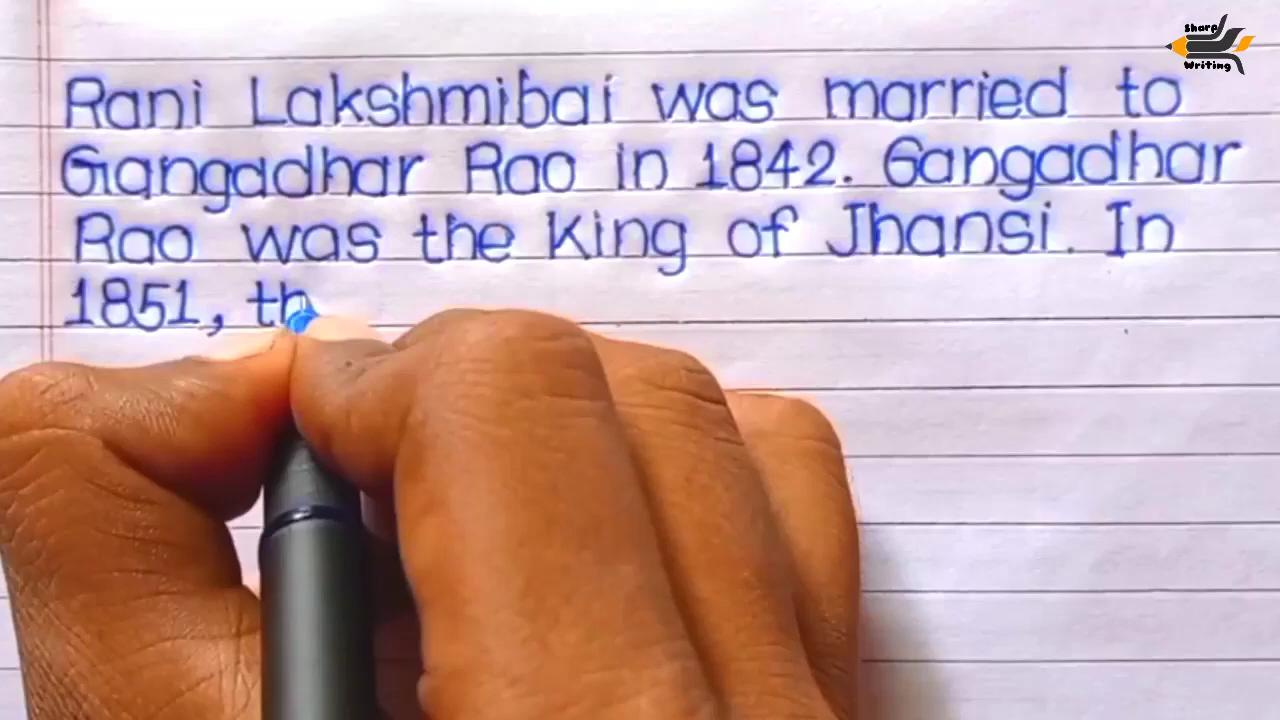 Sharp
Writing
Rani Lakshmibai was married to
Gangadhar Rao in 1842. Gangadhar
Rao was the King of Jhansi. In
1851, th